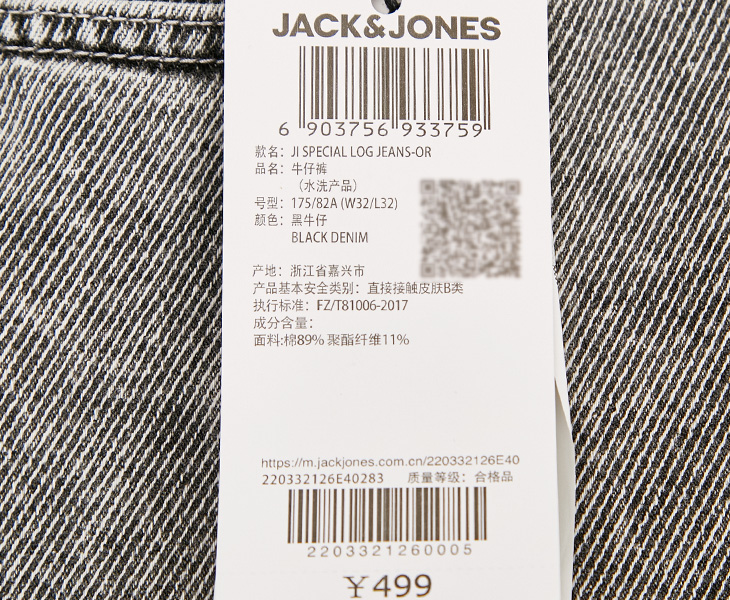 JACK&JONES
6 903756 933759
款名: JI SPECIAL LOG JEANS-OR
品名: 牛仔裤
(水洗产品)
号型: 175/82A (W32/L32)
颜色: 黑牛仔
BLACK DENIM
产地: 浙江省嘉兴市
产品基本安全类别: 直接接触皮肤B类
执行标准: FZ/T81006-2017
成分含量:
面料:棉89% 聚酯纤维11%
https://m.jackjones.com.cn/220332126E40
220332126E40283 质量等级: 合格品
2203321260005
¥499